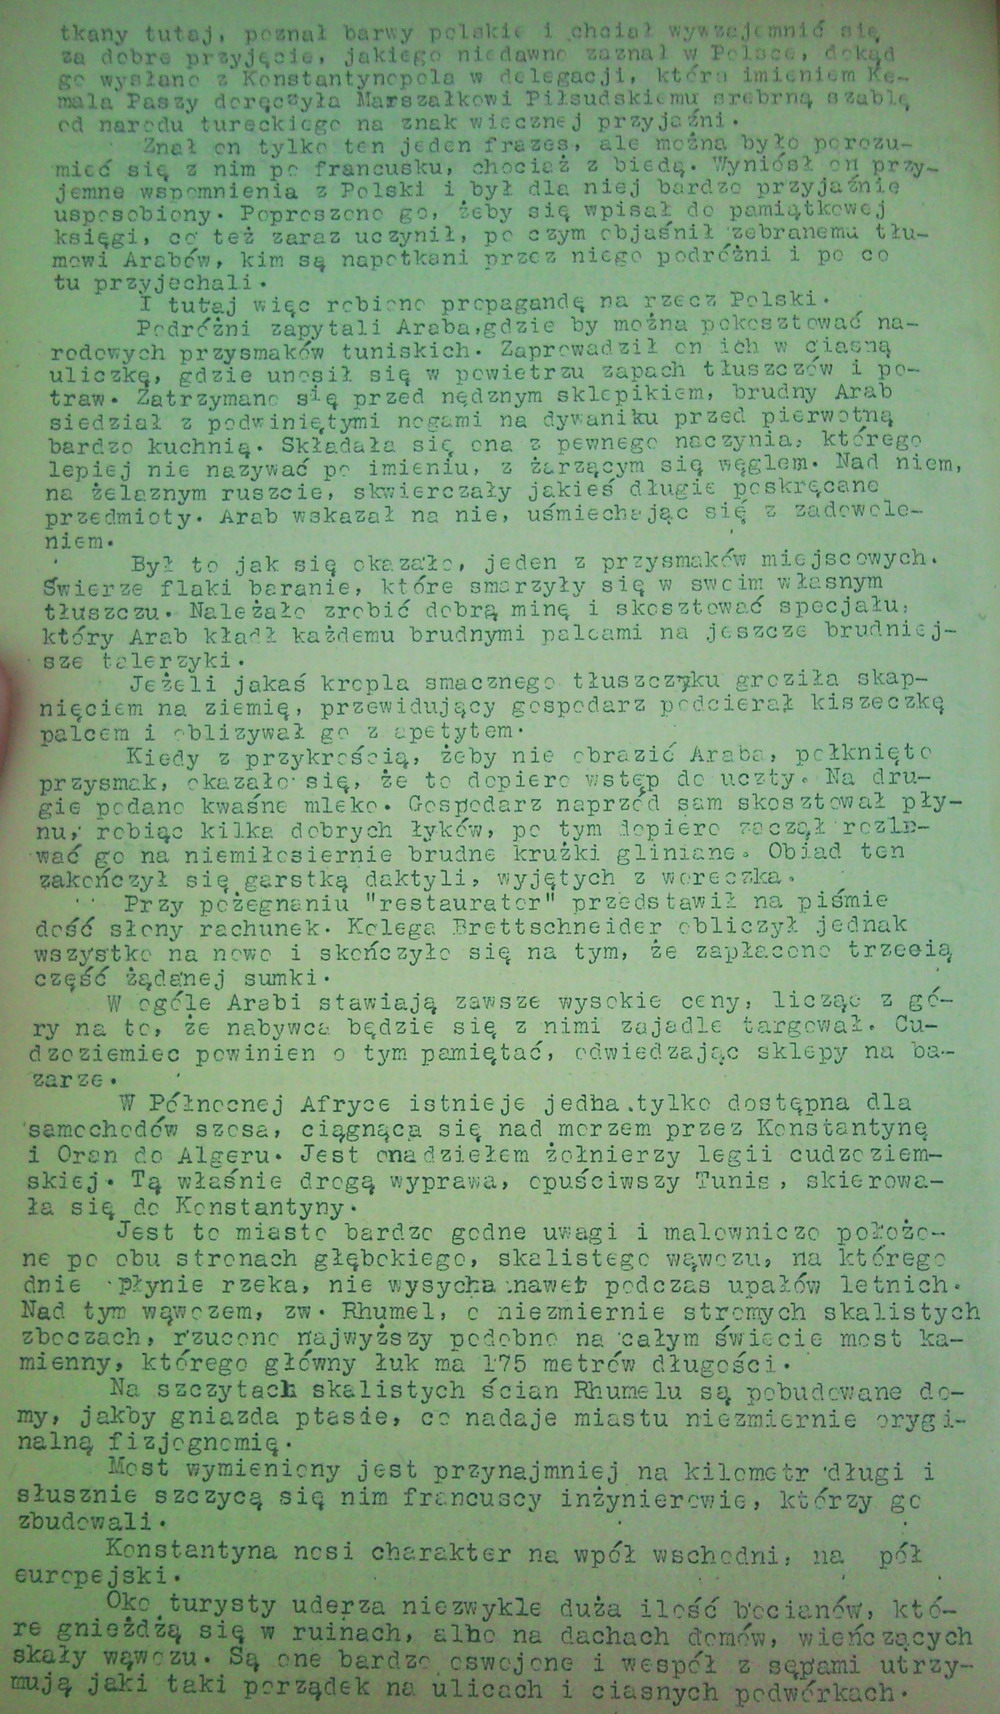 tkany tutaj, poznał barwy polskie i chciał wywzajemnić się
za dobre przyjęcie, jakiego niedawno zaznał w Polsce, dokąd
go wysłano z Konstantynopola w delegacji, która imieniem Ke-
mala Paszy doręczyła Marszałkowi Piłsudskiemu srebrną szablę
od narodu tureckiego na znak wiecznej przyjaźni.
Znał on tylko ten jeden frazes, ale można było porozu-
mieć się z nim po francusku, chociaż z biedą. Wyniósł on przy-
jemne wspomnienia z Polski i był dla niej bardzo przyjaźnie
usposobiony. Poproszono go, żeby się wpisał do pamiątkowej
księgi, co też zaraz uczynił, po czym objaśnił zebranemu tłu-
mowi Arabów, kim są napotkani przez niego podróżni i po co
tu przyjechali.
I tutaj więc robiono propagandę na rzecz Polski.
Podróżni zapytali Araba,gdzie by można pokosztować na-
rodowych przysmaków tuniskich. Zaprowadził on ich w ciasną
uliczkę, gdzie unosił się w powietrzu zapach tłuszczów i po-
traw. Zatrzymano się przed nędznym sklepikiem, brudny Arab
siedział z podwiniętymi nogami na dywaniku przed pierwotną
bardzo kuchnią. Składała się ona z pewnego naczynia, którego
lepiej nie nazywać po imieniu, z żarzącym się węglem. Nad niem,
na żelaznym ruszcie, skwierczały jakieś długie poskręcane
przedmioty. Arab wskazał na nie, uśmiechając się z zadowole-
niem.
Był to jak się okazało, jeden z przysmaków miejscowych.
Świerze flaki baranie, które smarzyły się w swoim własnym
tłuszczu. Należało zrobić dobrą minę i skosztować specjału,
który Arab kładł każdemu brudnymi palcami na jeszcze brudniej-
sze talerzyki.
Jeżeli jakaś kropla smacznego tłuszczyku groziła skap-
nięciem na ziemię, przewidujący gospodarz podcierał kiszeczkę
palcem i oblizywał go z apetytem.
Kiedy z przykrością, żeby nie obrazić Araba, połknięto
przysmak, okazało się, że to dopiero wstęp do uczty. Na dru-
gie podano kwaśne mleko. Gospodarz naprzód sam skosztował pły-
nu, robiąc kilka dobrych łyków, po tym dopiero zaczął rozle-
wać go na niemiłosiernie brudne krużki gliniane. Obiad ten
zakończył się garstką daktyli, wyjętych z woreczka.
Przy pożegnaniu "restaurator" przedstawił na piśmie
dość słony rachunek. Kolega Brettschneider obliczył jednak
wszystko na nowo i skończyło się na tym, że zapłacono trzecią
część żądanej sumki.
W ogóle Arabi stawiają zawsze wysokie ceny, licząc z gó-
ry na to, że nabywca będzie się z nimi zajadle targował. Cu-
dzoziemiec powinien o tym pamiętać, odwiedzając sklepy na ba-
zarze.
W Północnej Afryce istnieje jedna tylko dostępna dla
samochodów szosa, ciągnąca się nad morzem przez Konstantynę
i Oran do Algeru. Jest ona dziełem żołnierzy legii cudzoziem-
skiej. Tą właśnie drogą wyprawa, opuściwszy Tunis, skierowa-
ła się do Konstantyny.
Jest to miasto bardzo godne uwagi i malowniczo położo-
ne po obu stronach głębokiego, skalistego wąwozu, na którego
dnie płynie rzeka, nie wysycha nawet podczas upałów letnich.
Nad tym wąwozem, zw. Rhumel, o niezmiernie stromych skalistych
zboczach, rzucono najwyższy podobno na całym świecie most ka-
mienny, którego główny łuk ma 175 metrów długości.
Na szczytach skalistych ścian Rhumelu są pobudowane do-
my, jakby gniazda ptasie, co nadaje miastu niezmiernie orygi-
nalną fizjognomię.
Most wymieniony jest przynajmniej na kilometr długi i
słusznie szczycą się nim francuscy inżynierowie, którzy go
zbudowali.
Konstantyna nosi charakter na wpół wschodni, na pół
europejski.
Oko turysty uderza niezwykle duża ilość bocianów, któ-
re gnieżdżą się w ruinach, albo na dachach domów, wieńczących
skały wąwozu. Są one bardzo oswojone i wespół z sępami utrzy-
mują jaki taki porządek na ulicach i ciasnych podwórkach.